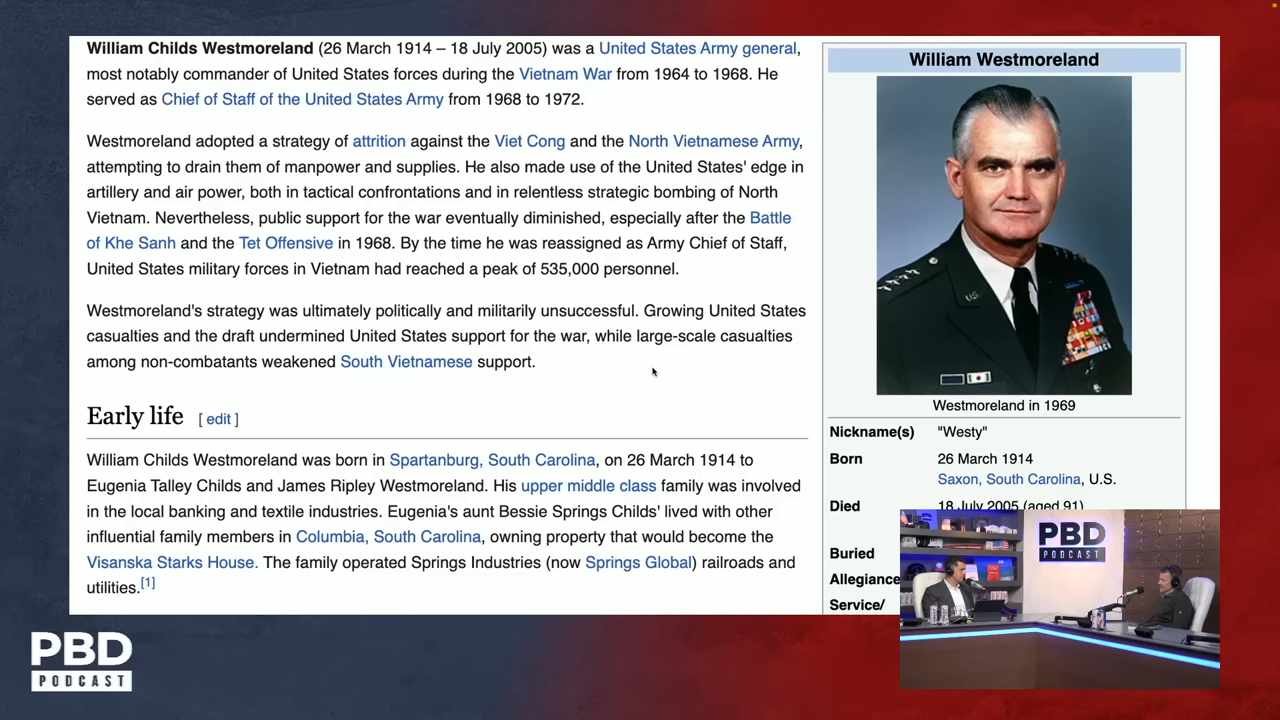 William Childs Westmoreland (26 March 1914 – 18 July 2005) was a United States Army general,
most notably commander of United States forces during the Vietnam War from 1964 to 1968. He
served as Chief of Staff of the United States Army from 1968 to 1972.
Westmoreland adopted a strategy of attrition against the Viet Cong and the North Vietnamese Army,
attempting to drain them of manpower and supplies. He also made use of the United States' edge in
artillery and air power, both in tactical confrontations and in relentless strategic bombing of North
Vietnam. Nevertheless, public support for the war eventually diminished, especially after the Battle
of Khe Sanh and the Tet Offensive in 1968. By the time he was reassigned as Army Chief of Staff,
United States military forces in Vietnam had reached a peak of 535,000 personnel.
Westmoreland's strategy was ultimately politically and militarily unsuccessful. Growing United States
casualties and the draft undermined United States support for the war, while large-scale casualties
among non-combatants weakened South Vietnamese support.
Early life [ edit ]
William Childs Westmoreland was born in Spartanburg, South Carolina, on 26 March 1914 to
Eugenia Talley Childs and James Ripley Westmoreland. His upper middle class family was involved
in the local banking and textile industries. Eugenia's aunt Bessie Springs Childs' lived with other
influential family members in Columbia, South Carolina, owning property that would become the
Visanska Starks House. The family operated Springs Industries (now Springs Global) railroads and
utilities.[1]
William Westmoreland
U.S.
Westmoreland in 1969
Nickname(s) "Westy"
Born 26 March 1914
Saxon, South Carolina, U.S.
Died 18 July 2005 (aged 91)
Buried
Allegiance
Service/
PBD
PODCAST
PBD
PODCAST